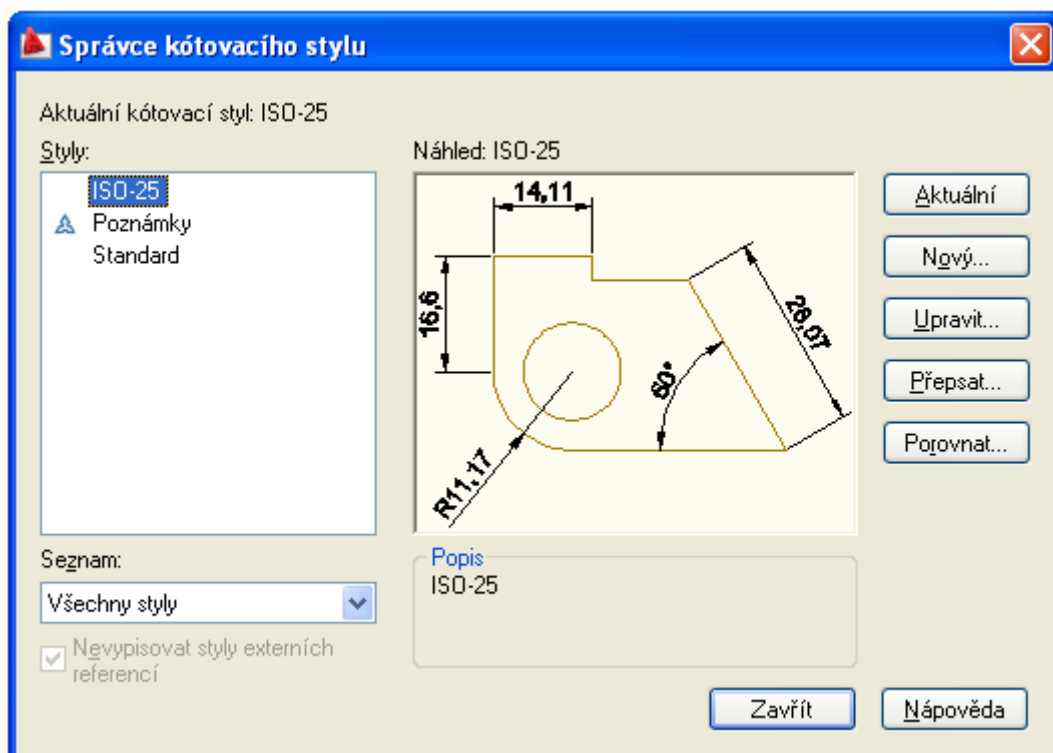 Správce kótovacího stylu
Aktuální kótovací styl: ISO-25
Styly:
ISO-25
Poznámky
Standard
Náhled: ISO-25
14,11
16,6
28,07
60°
R11,17
Aktuální
Nový...
Upravit...
Přepsat...
Porovnat...
Seznam:
Všechny styly
Nevypisovat styly externích
referencí
Popis
ISO-25
Zavřít
Nápověda